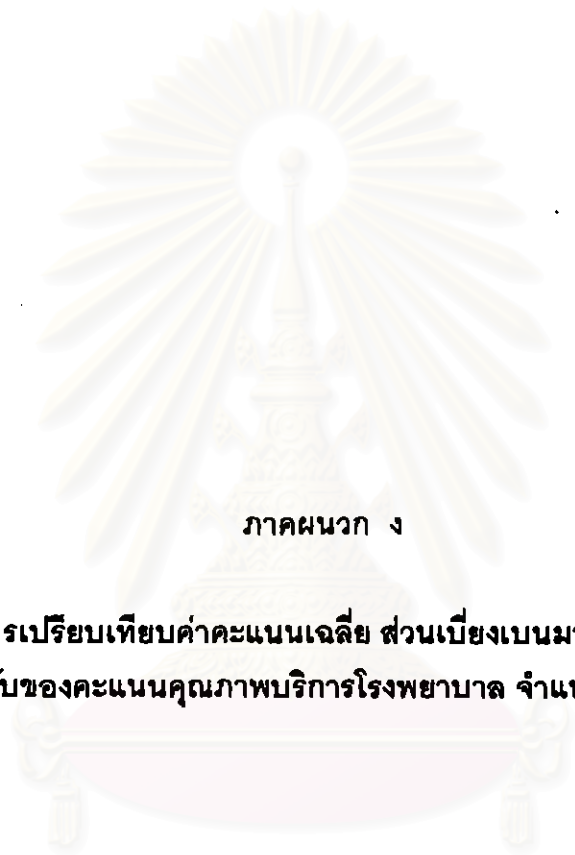 ภาคผนวก ง
รเปรียบเทียบค่าคะแนนเฉลี่ย ส่วนเบี่ยงเบนม
ับของคะแนนคุณภาพบริการโรงพยาบาล จำแ